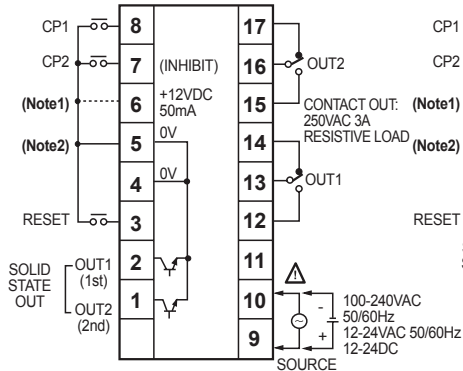 CP1
8
17
CP1
CP2
7
(INHIBIT)
16
OUT2
CP2
(Note1)
6
+12VDC
50mA
15
CONTACT OUT:
250VAC 3A
RESISTIVE LOAD
(Note1)
(Note2)
5
0V
14
(Note2)
4
0V
13
OUT1
RESET
3
12
RESET
SOLID
STATE
OUT
OUT1
(1st)
2
11
OUT2
(2nd)
1
10
9
-
+
100-240VAC
50/60Hz
12-24VAC 50/60Hz
12-24DC
SOURCE